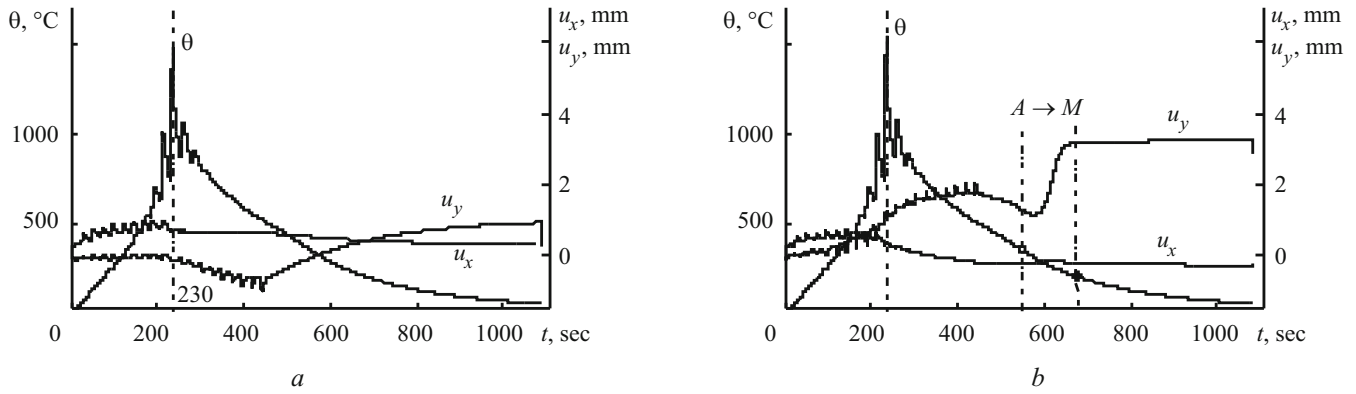 θ, °C
u_x, mm
u_y, mm
θ
1000
500
4
2
0
u_y
u_x
230
0 200 400 600 800 1000 t, sec
a
θ, °C
u_x, mm
u_y, mm
θ
A → M
u_y
1000
500
4
2
0
u_x
0 200 400 600 800 1000 t, sec
b